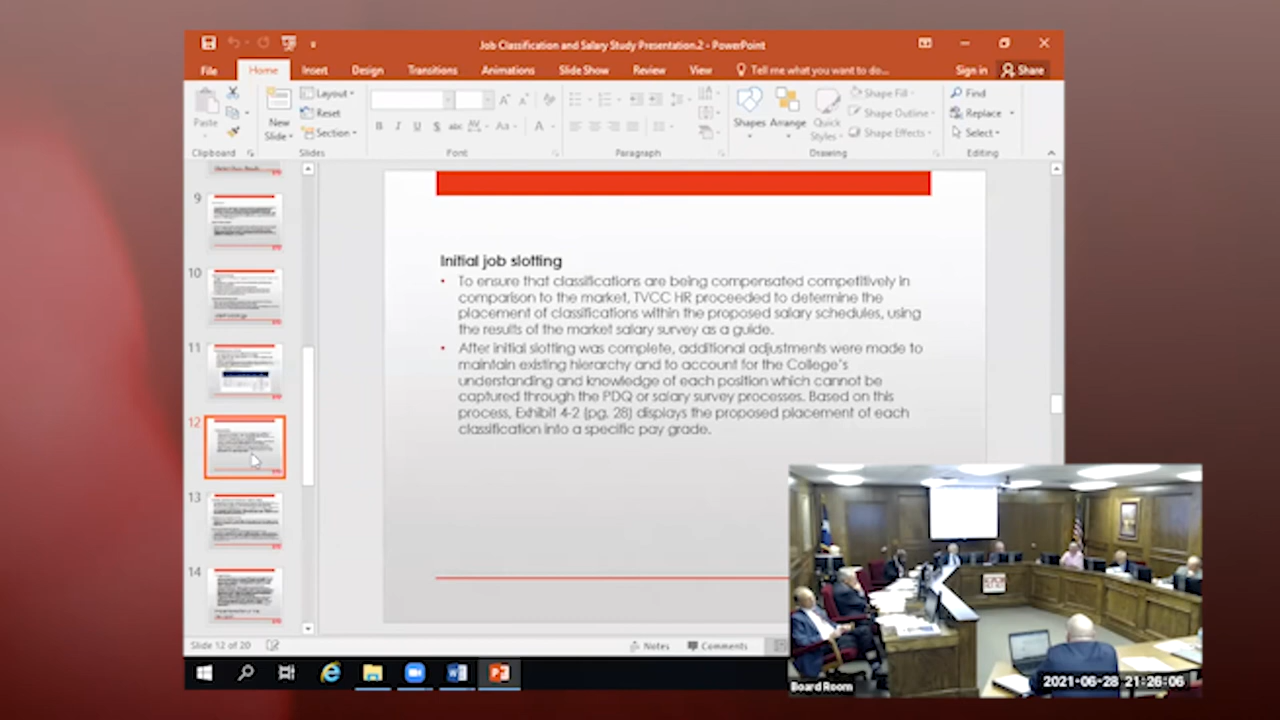 Job Classification and Salary Study Presentation.2 - PowerPoint
File Home Insert Design Transitions Animations Slide Show Review View Tell me what you want to do... Sign in Share
Paste
New Slide
Layout
Reset
Section
B I U S abc AV Aa A
Shapes Arrange Quick Styles
Shape Fill
Shape Outline
Shape Effects
Find
Replace
Select
Clipboard Slides Font Paragraph Drawing Editing
9
10
11
12
13
14
Initial job slotting
• To ensure that classifications are being compensated competitively in
comparison to the market, TVCC HR proceeded to determine the
placement of classifications within the proposed salary schedules, using
the results of the market salary survey as a guide.
• After initial slotting was complete, additional adjustments were made to
maintain existing hierarchy and to account for the College's
understanding and knowledge of each position which cannot be
captured through the PDQ or salary survey processes. Based on this
process, Exhibit 4-2 (pg. 28) displays the proposed placement of each
classification into a specific pay grade.
Slide 12 of 20
Notes Comments
Board Room
2021-06-28 21:26:06